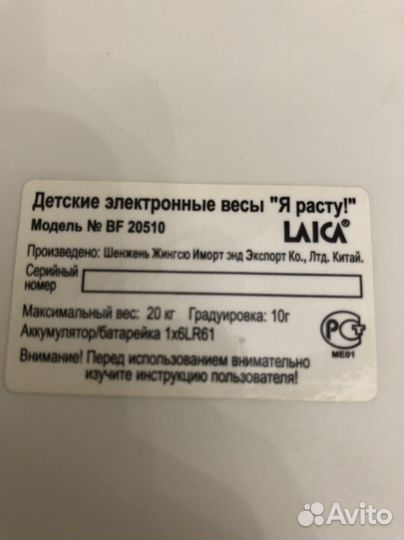 Детские электронные весы "Я расту!"
Модель № BF 20510 LAICA®
Произведено: Шенжень Жингсю Иморт энд Экспорт Ко., Лтд. Китай.
Серийный
номер
Максимальный вес: 20 кг Градуировка: 10г
Аккумулятор/батарейка 1x6LR61
РСТ
ME01
Внимание! Перед использованием внимательно
изучите инструкцию пользователя!
Avito